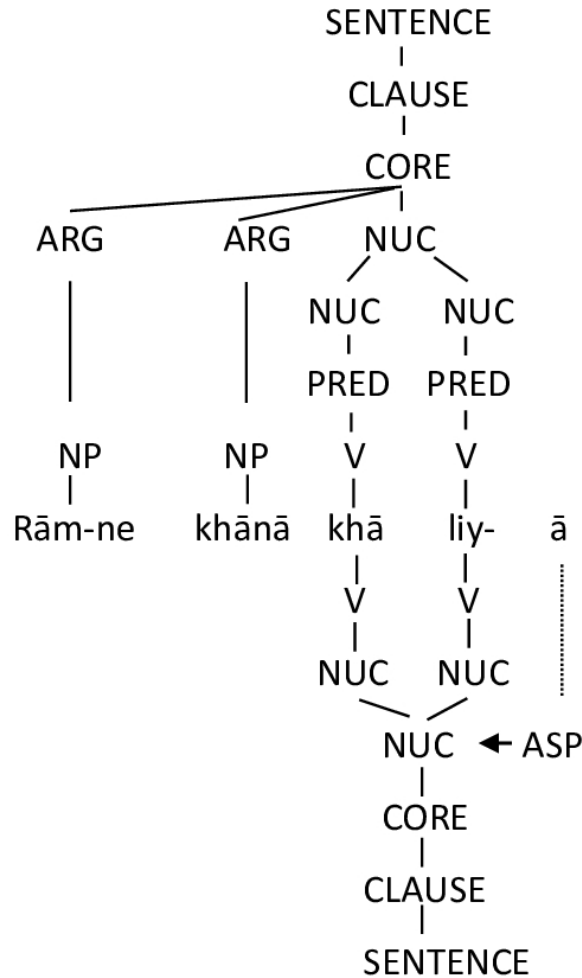 SENTENCE
CLAUSE
CORE
ARG ARG NUC
NUC NUC
PRED PRED
NP NP V V
Rām-ne khānā khā liy- ā
V V
NUC NUC
NUC ASP
CORE
CLAUSE
SENTENCE